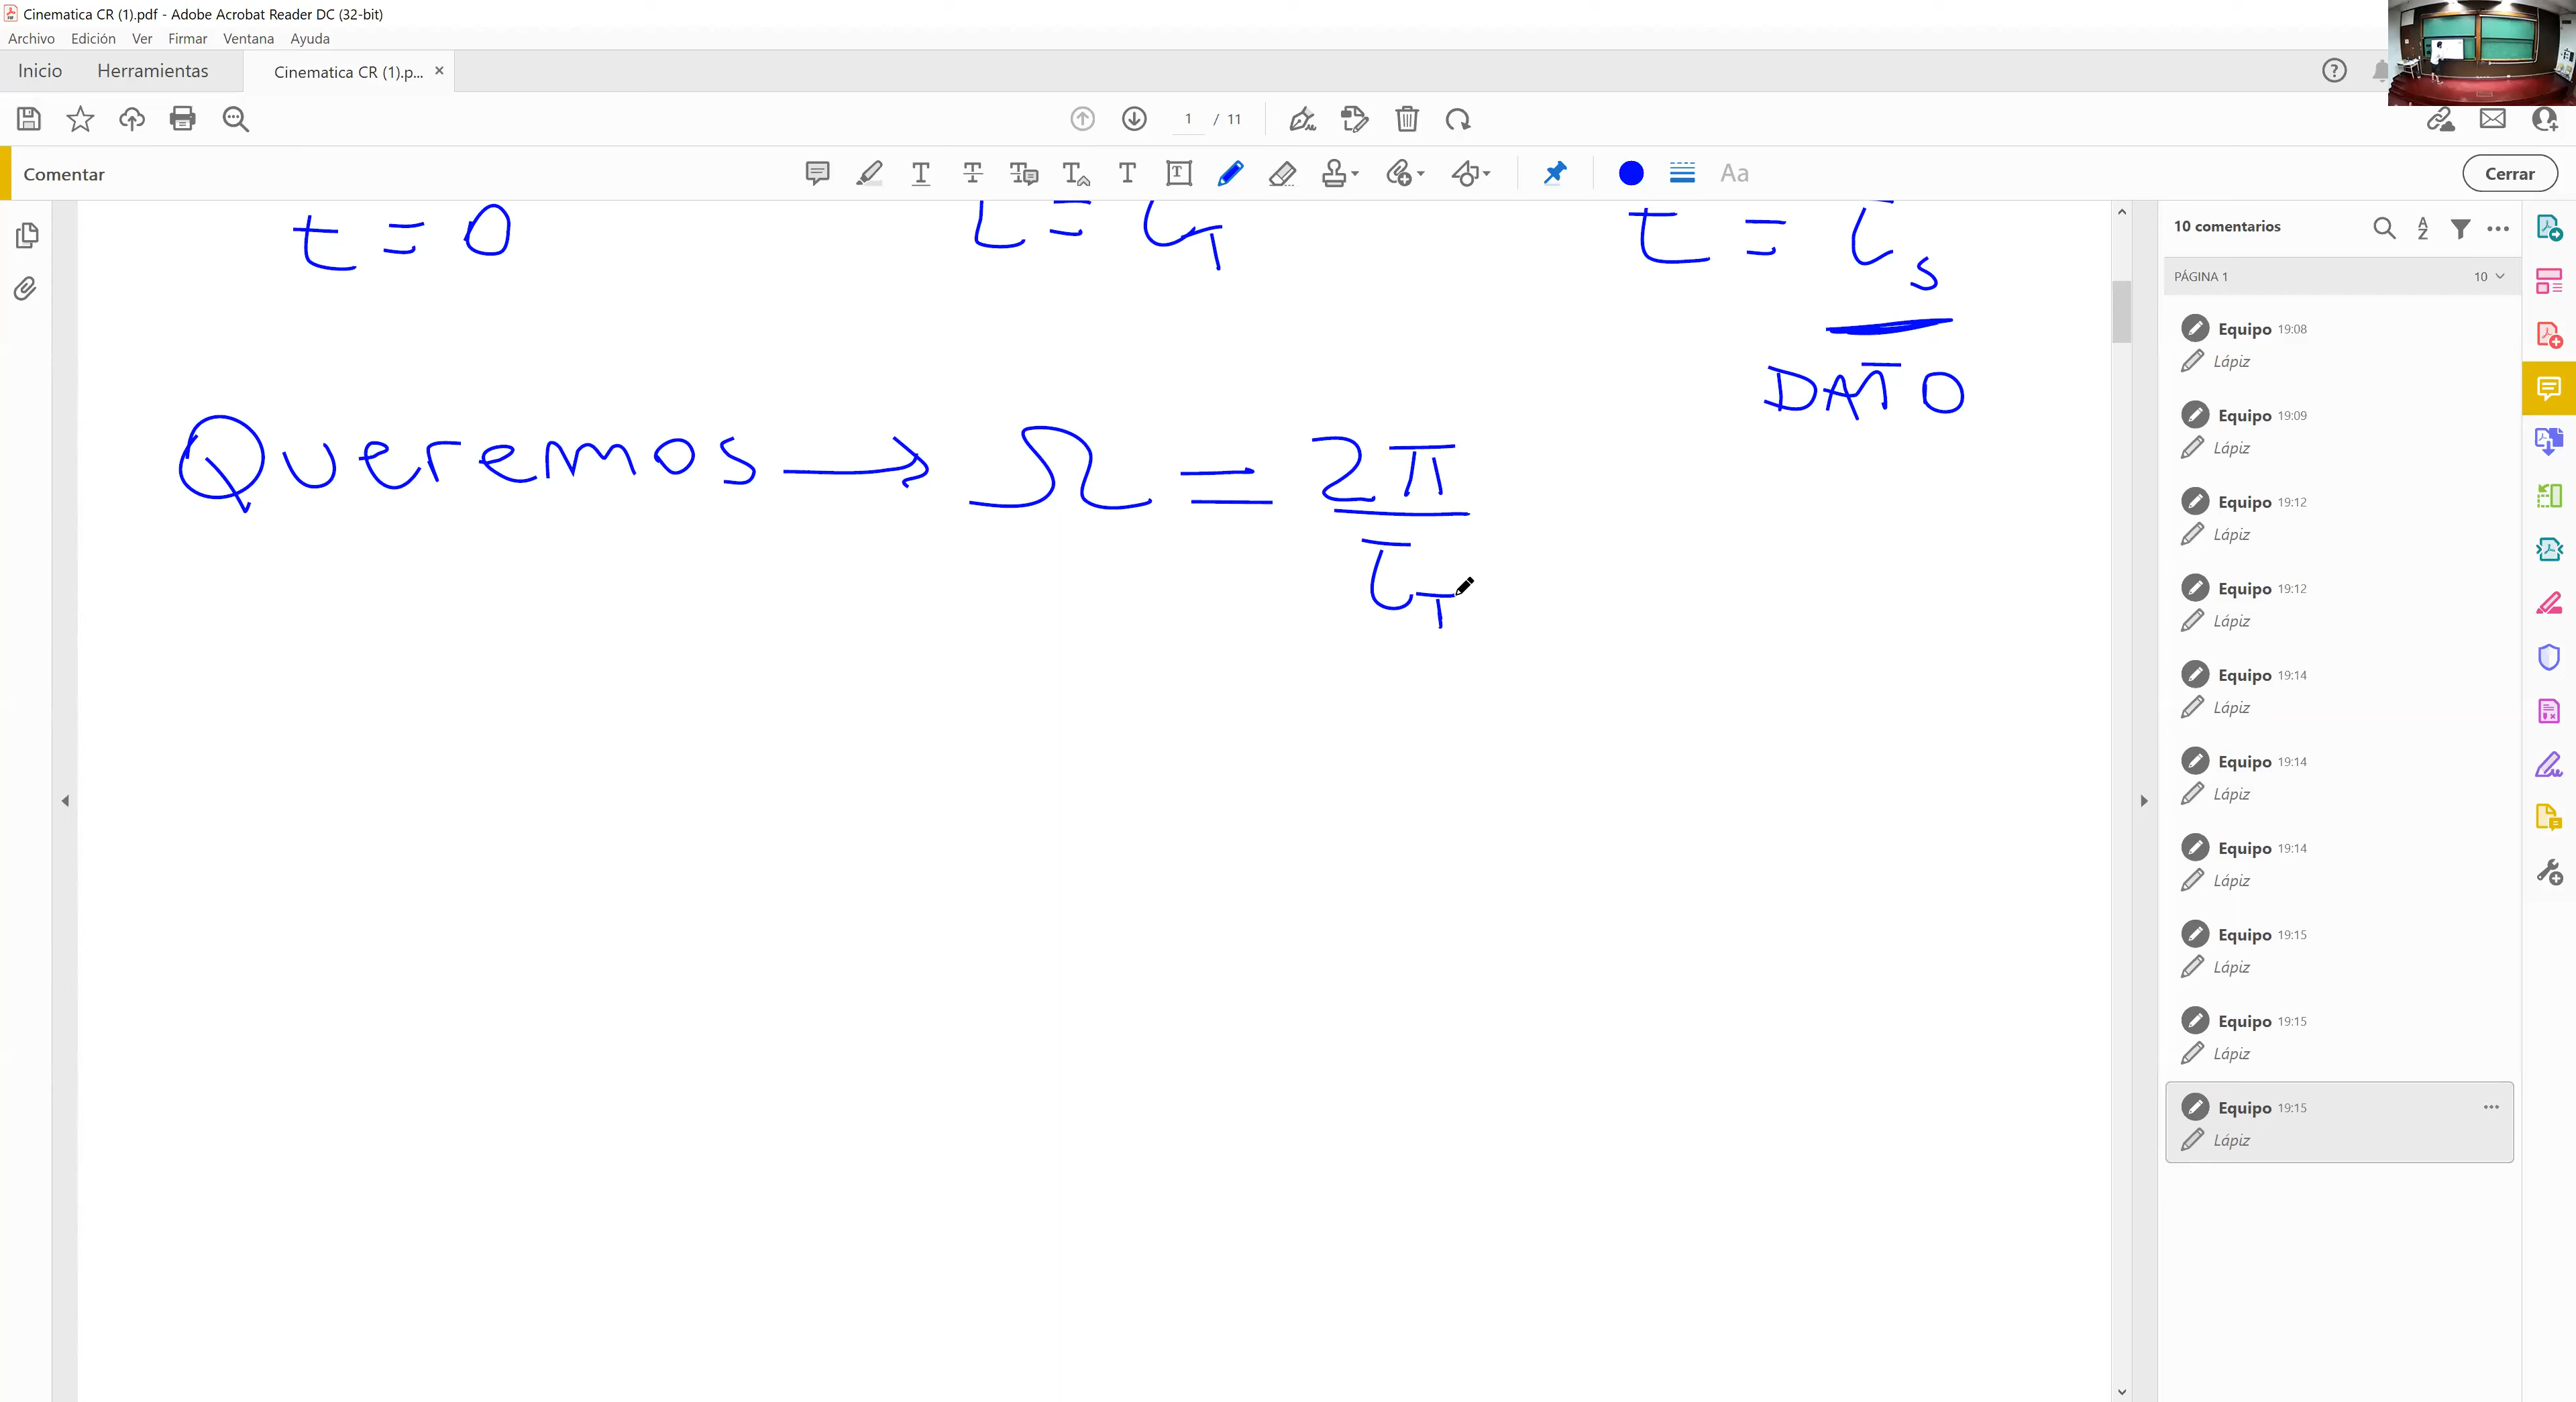 Cinematica CR (1).pdf - Adobe Acrobat Reader DC (32-bit)
Archivo Edición Ver Firmar Ventana Ayuda
Inicio Herramientas Cinematica CR (1).p... ×
1 / 11
Comentar
Aa
Cerrar
t = 0
t = τ_T
t = τ_s
DATO
Queremos → Ω = 2π / τ_T
10 comentarios
PÁGINA 1 10
Equipo 19:08
Lápiz
Equipo 19:09
Lápiz
Equipo 19:12
Lápiz
Equipo 19:12
Lápiz
Equipo 19:14
Lápiz
Equipo 19:14
Lápiz
Equipo 19:14
Lápiz
Equipo 19:15
Lápiz
Equipo 19:15
Lápiz
Equipo 19:15
Lápiz